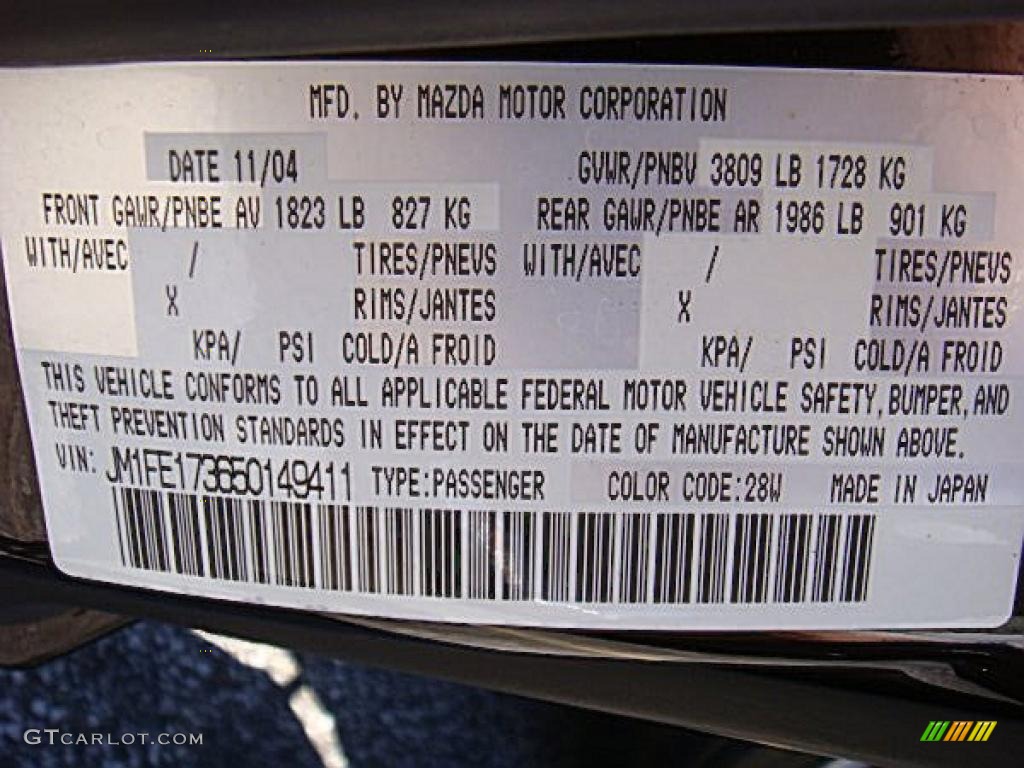 MFD. BY MAZDA MOTOR CORPORATION
DATE 11/04 GVWR/PNBV 3809 LB 1728 KG
FRONT GAWR/PNBE AV 1823 LB 827 KG REAR GAWR/PNBE AR 1986 LB 901 KG
WITH/AVEC / TIRES/PNEUS WITH/AVEC / TIRES/PNEUS
X RIMS/JANTES X RIMS/JANTES
KPA/ PSI COLD/A FROID KPA/ PSI COLD/A FROID
THIS VEHICLE CONFORMS TO ALL APPLICABLE FEDERAL MOTOR VEHICLE SAFETY, BUMPER, AND
THEFT PREVENTION STANDARDS IN EFFECT ON THE DATE OF MANUFACTURE SHOWN ABOVE.
VIN: JM1FE173650149411 TYPE:PASSENGER COLOR CODE:28W MADE IN JAPAN
GTCARLOT.COM